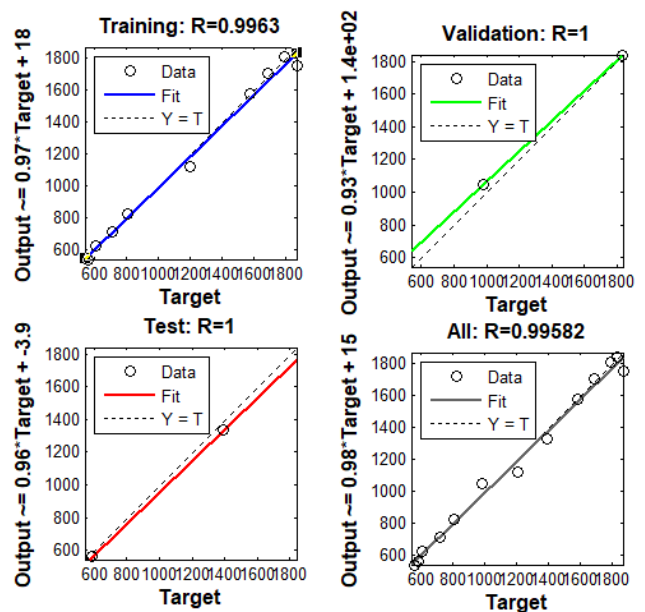 Training: R=0.9963
Output ~= 0.97*Target + 18
1800
1600
1400
1200
1000
800
600
Data
Fit
Y = T
600 800 1000 1200 1400 1600 1800
Target
Validation: R=1
Output ~= 0.93*Target + 1.4e+02
1800
1600
1400
1200
1000
800
600
Data
Fit
Y = T
600 800 1000 1200 1400 1600 1800
Target
Test: R=1
Output ~= 0.96*Target + -3.9
1800
1600
1400
1200
1000
800
600
Data
Fit
Y = T
600 800 1000 1200 1400 1600 1800
Target
All: R=0.99582
Output ~= 0.98*Target + 15
1800
1600
1400
1200
1000
800
600
Data
Fit
Y = T
600 800 1000 1200 1400 1600 1800
Target